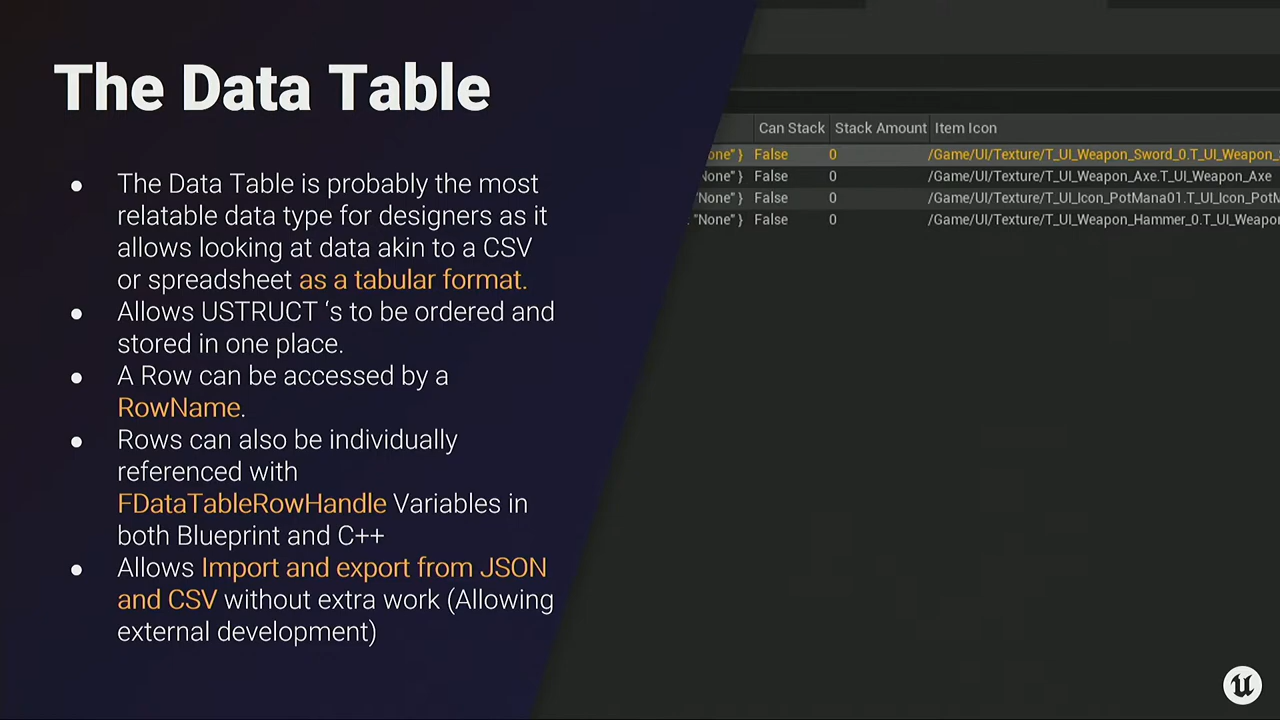 The Data Table
● The Data Table is probably the most
relatable data type for designers as it
allows looking at data akin to a CSV
or spreadsheet as a tabular format.
● Allows USTRUCT ‘s to be ordered and
stored in one place.
● A Row can be accessed by a
RowName.
● Rows can also be individually
referenced with
FDataTableRowHandle Variables in
both Blueprint and C++
● Allows Import and export from JSON
and CSV without extra work (Allowing
external development)
Can Stack Stack Amount Item Icon
one" } False 0 /Game/UI/Texture/T_UI_Weapon_Sword_0.T_UI_Weapon_
None" } False 0 /Game/UI/Texture/T_UI_Weapon_Axe.T_UI_Weapon_Axe
"None" } False 0 /Game/UI/Texture/T_UI_Icon_PotMana01.T_UI_Icon_PotM
"None" } False 0 /Game/UI/Texture/T_UI_Weapon_Hammer_0.T_UI_Weapo